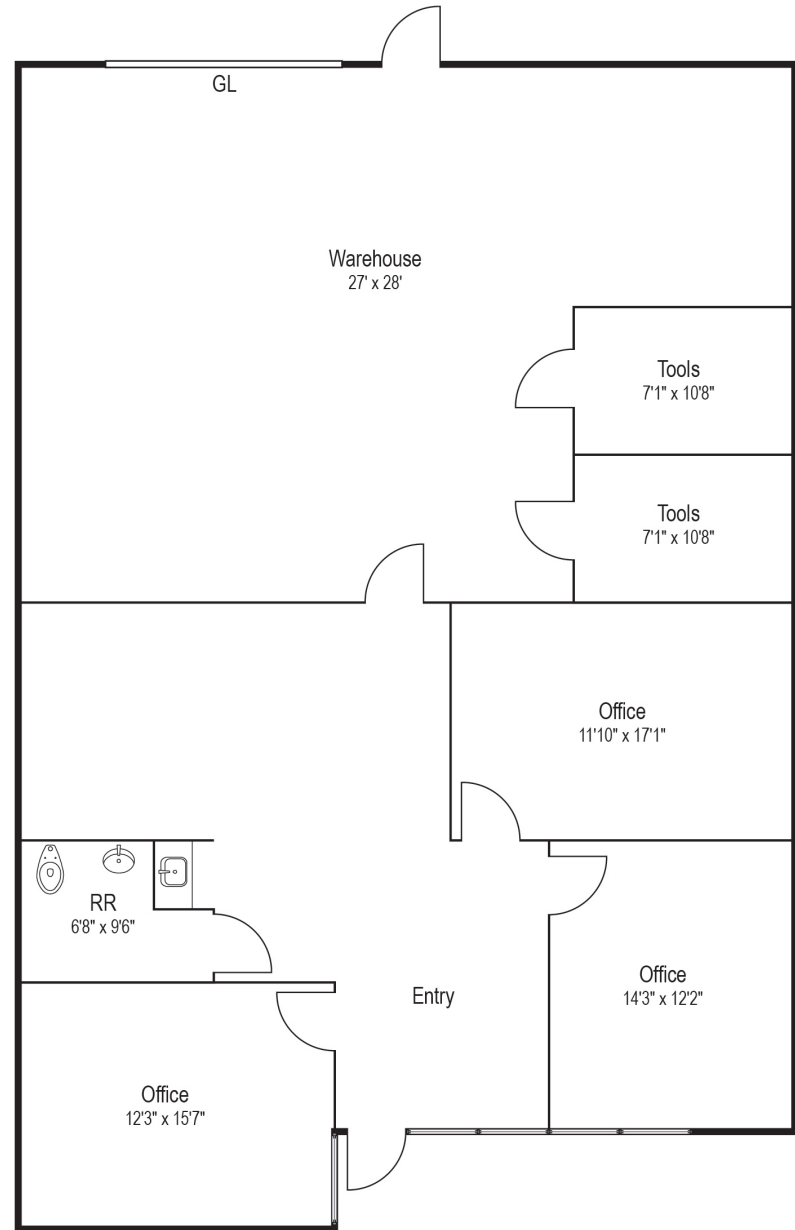 GL
Warehouse
27' x 28'
Tools
7'1" x 10'8"
Tools
7'1" x 10'8"
Office
11'10" x 17'1"
RR
6'8" x 9'6"
Entry
Office
14'3" x 12'2"
Office
12'3" x 15'7"